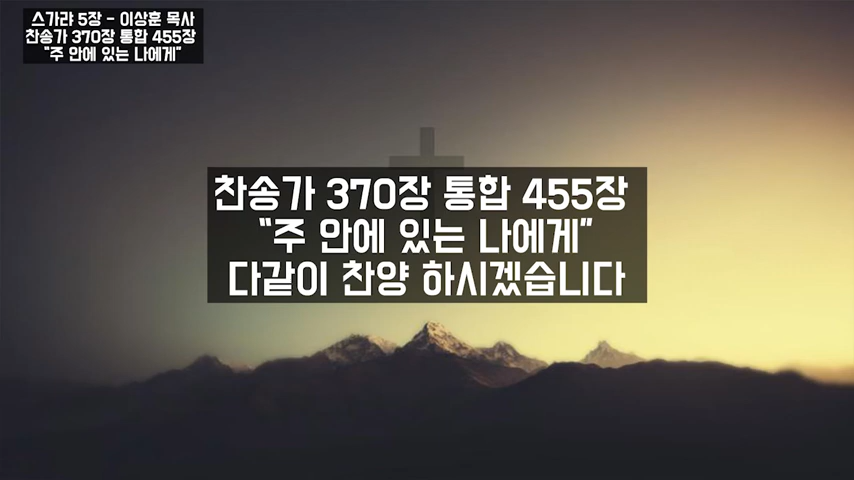 스가랴 5장 - 이상훈 목사
찬송가 370장 통합 455장
"주 안에 있는 나에게"
찬송가 370장 통합 455장
"주 안에 있는 나에게"
다같이 찬양 하시겠습니다